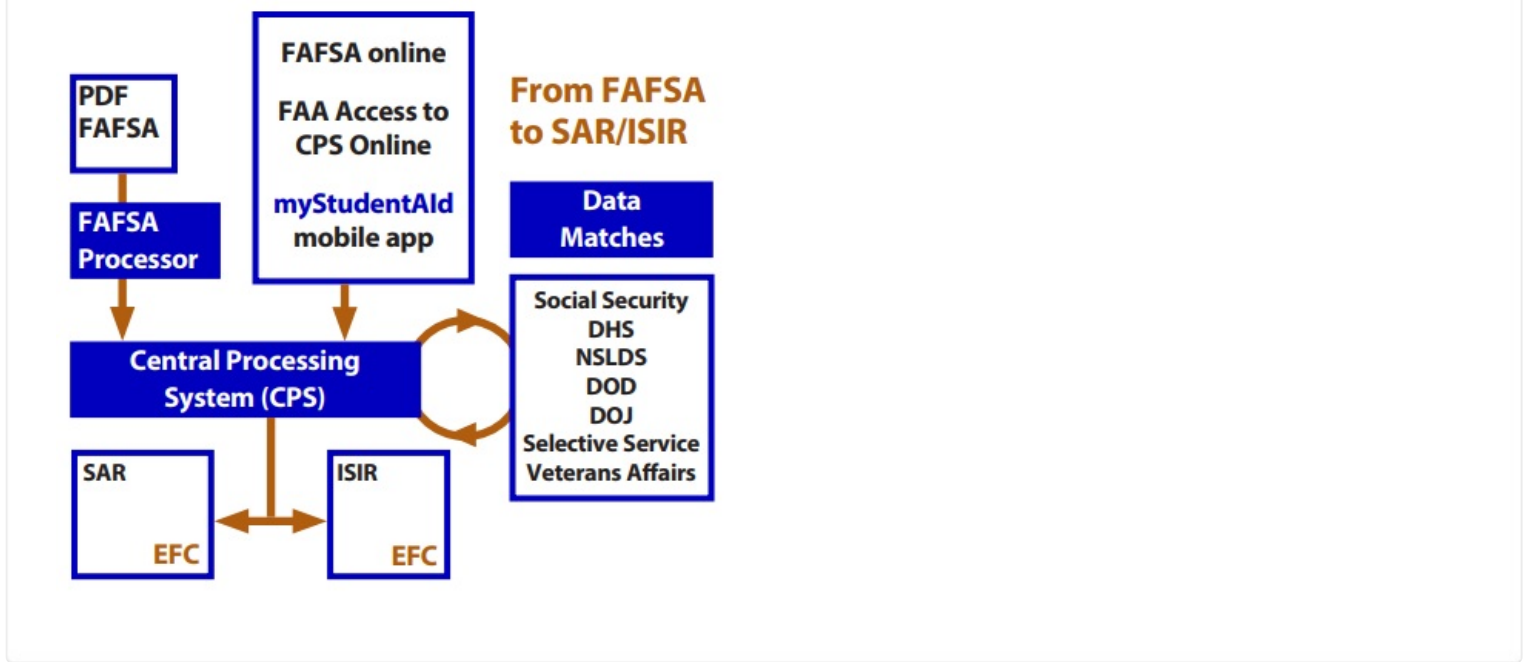 PDF
FAFSA
FAFSA
Processor
FAFSA online
FAA Access to
CPS Online
myStudentAId
mobile app
From FAFSA
to SAR/ISIR
Data
Matches
Social Security
DHS
NSLDS
DOD
DOJ
Selective Service
Veterans Affairs
Central Processing
System (CPS)
SAR
EFC
ISIR
EFC